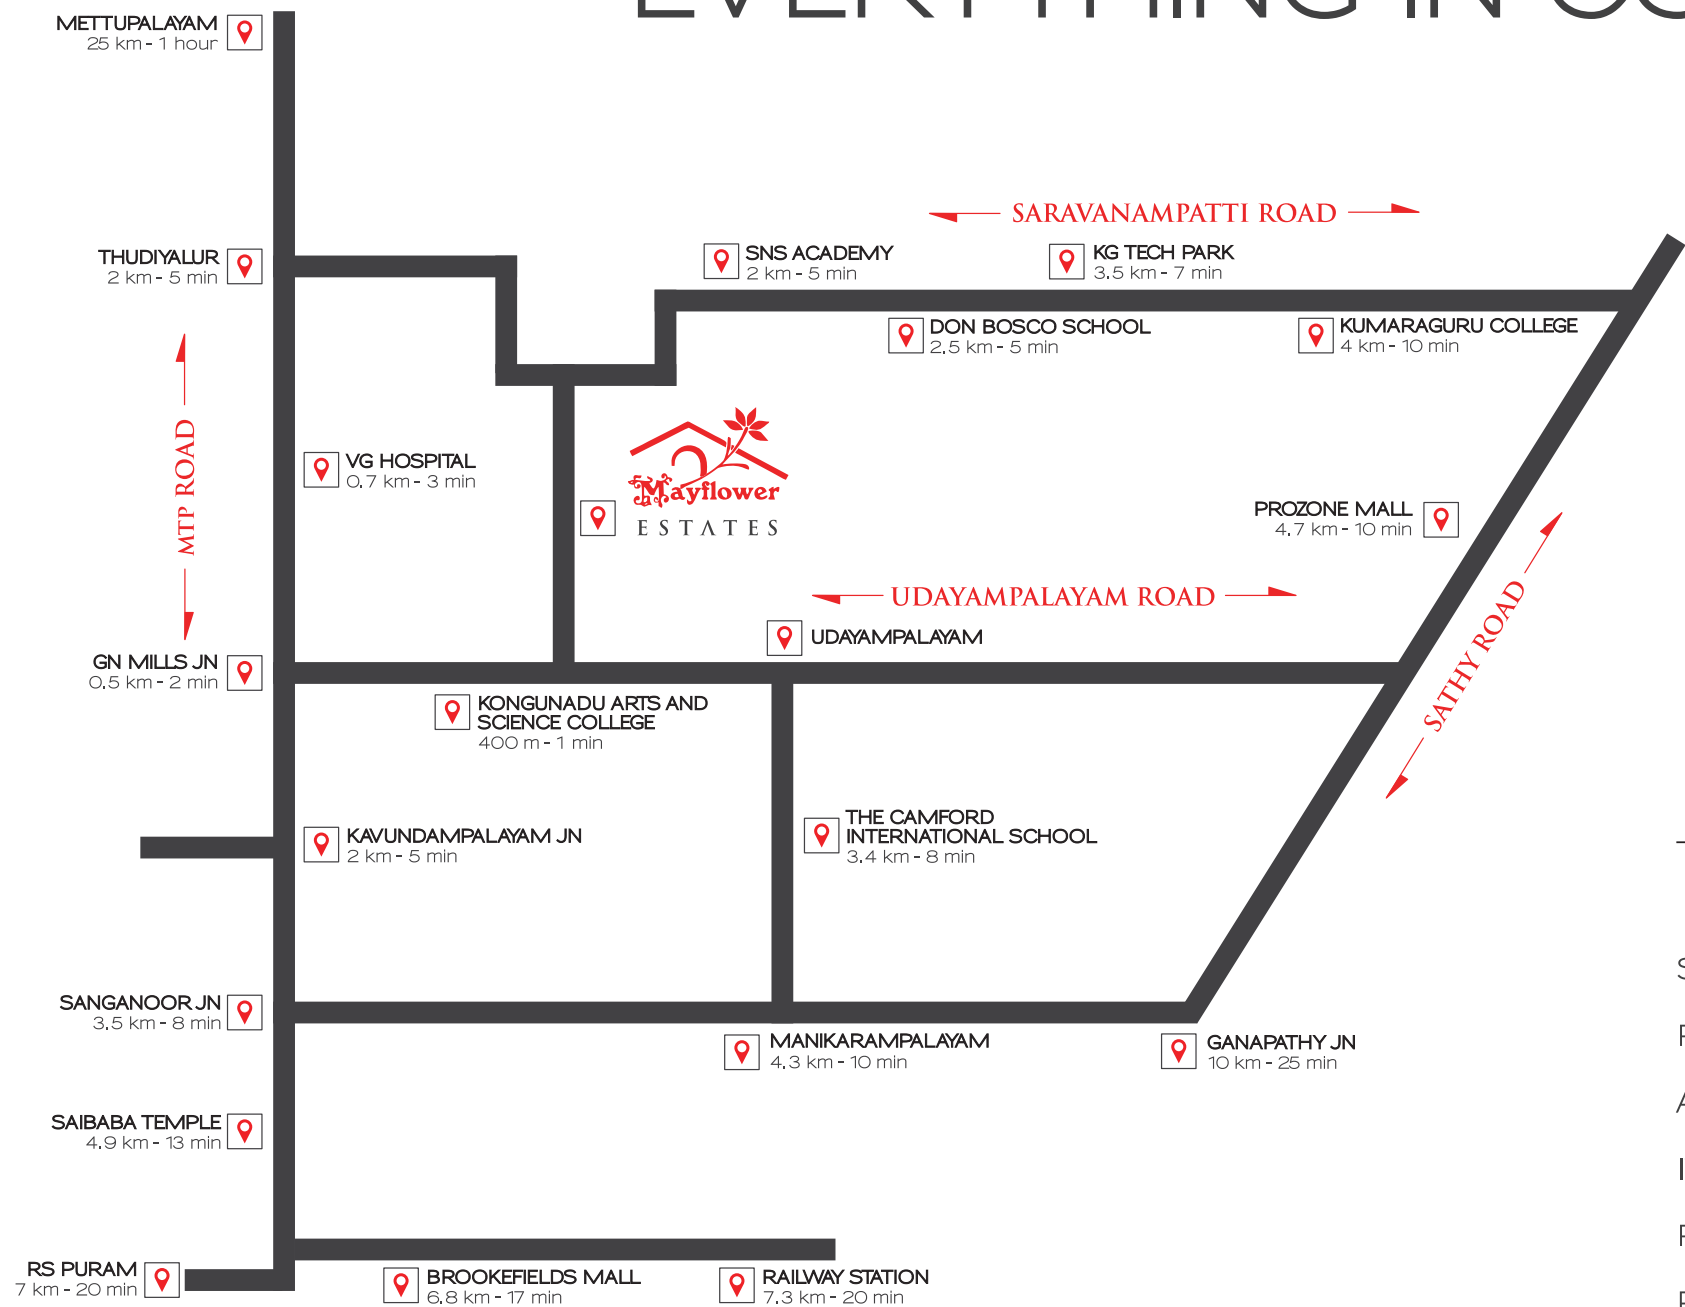 METTUPALAYAM
25 km - 1 hour
SARAVANAMPATTI ROAD
THUDIYALUR
2 km - 5 min
SNS ACADEMY
2 km - 5 min
KG TECH PARK
3.5 km - 7 min
DON BOSCO SCHOOL
2.5 km - 5 min
KUMARAGURU COLLEGE
4 km - 10 min
MTP ROAD
VG HOSPITAL
0.7 km - 3 min
Mayflower
ESTATES
PROZONE MALL
4.7 km - 10 min
UDAYAMPALAYAM ROAD
UDAYAMPALAYAM
SATHY ROAD
GN MILLS JN
0.5 km - 2 min
KONGUNADU ARTS AND
SCIENCE COLLEGE
400 m - 1 min
KAVUNDAMPALAYAM JN
2 km - 5 min
THE CAMFORD
INTERNATIONAL SCHOOL
3.4 km - 8 min
SANGANOOR JN
3.5 km - 8 min
MANIKARAMPALAYAM
4.3 km - 10 min
GANAPATHY JN
10 km - 25 min
SAIBABA TEMPLE
4.9 km - 13 min
RS PURAM
7 km - 20 min
BROOKEFIELDS MALL
6.8 km - 17 min
RAILWAY STATION
7.3 km - 20 min